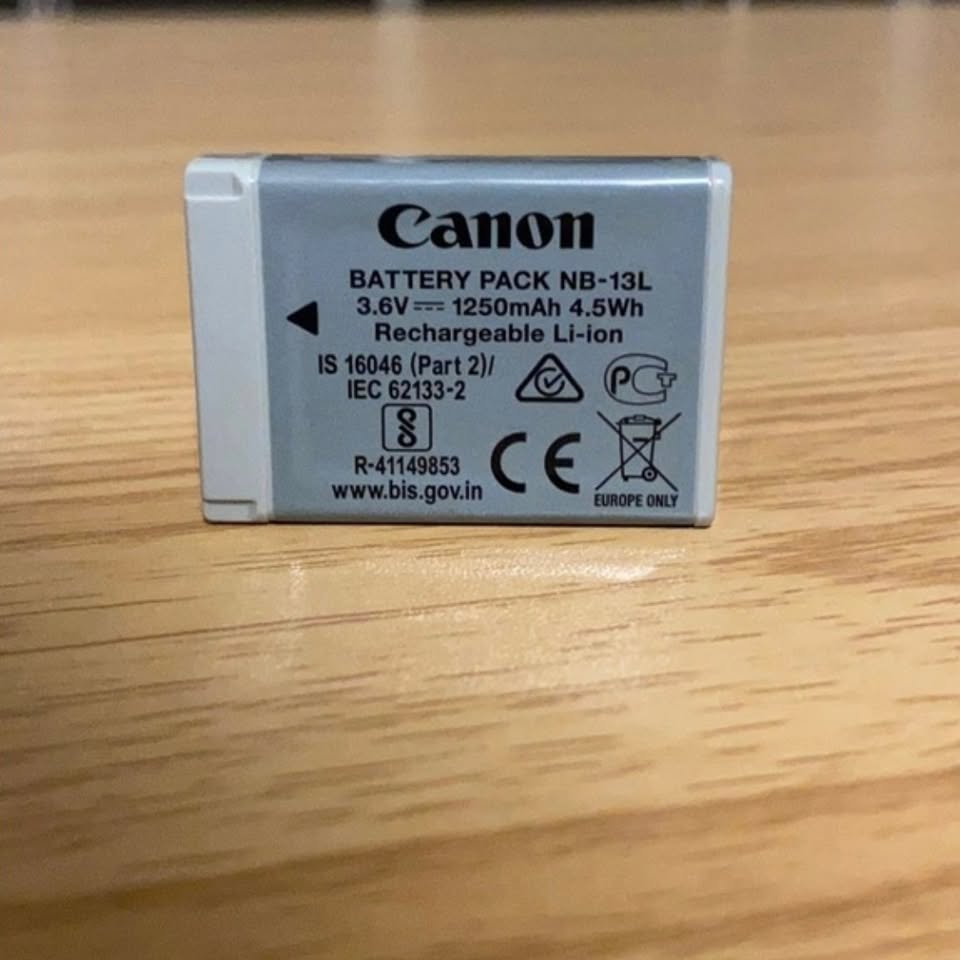 Canon
BATTERY PACK NB-13L
3.6V⎓1250mAh 4.5Wh
Rechargeable Li-ion
IS 16046 (Part 2)/
IEC 62133-2
R-41149853
www.bis.gov.in
PCT
CE
EUROPE ONLY